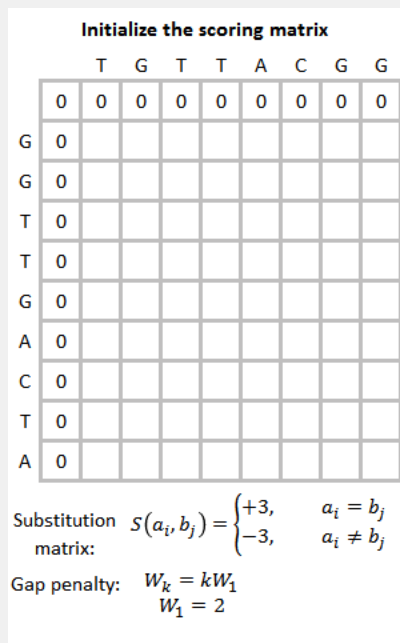 Initialize the scoring matrix
T G T T A C G G
0 0 0 0 0 0 0 0 0
G 0
G 0
T 0
T 0
G 0
A 0
C 0
T 0
A 0
Substitution matrix: S(aᵢ, bⱼ) = { +3, aᵢ = bⱼ
−3, aᵢ ≠ bⱼ
Gap penalty: Wₖ = kW₁
W₁ = 2